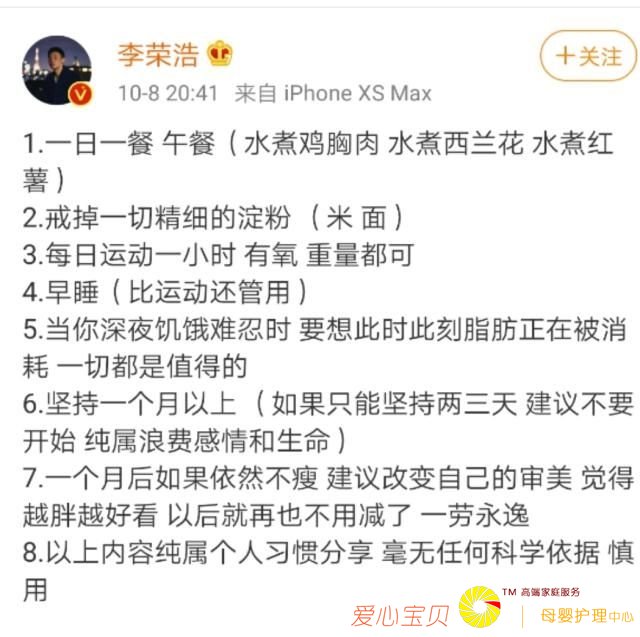 李荣浩
+关注
10-8 20:41 来自 iPhone XS Max
1.一日一餐 午餐（水煮鸡胸肉 水煮西兰花 水煮红
薯）
2.戒掉一切精细的淀粉 （米 面）
3.每日运动一小时 有氧 重量都可
4.早睡（比运动还管用）
5.当你深夜饥饿难忍时 要想此时此刻脂肪正在被消
耗 一切都是值得的
6.坚持一个月以上 （如果只能坚持两三天 建议不要
开始 纯属浪费感情和生命）
7.一个月后如果依然不瘦 建议改变自己的审美 觉得
越胖越好看 以后就再也不用减了 一劳永逸
8.以上内容纯属个人习惯分享 毫无任何科学依据 慎
用
爱心宝贝 TM 高端家庭服务
母婴护理中心